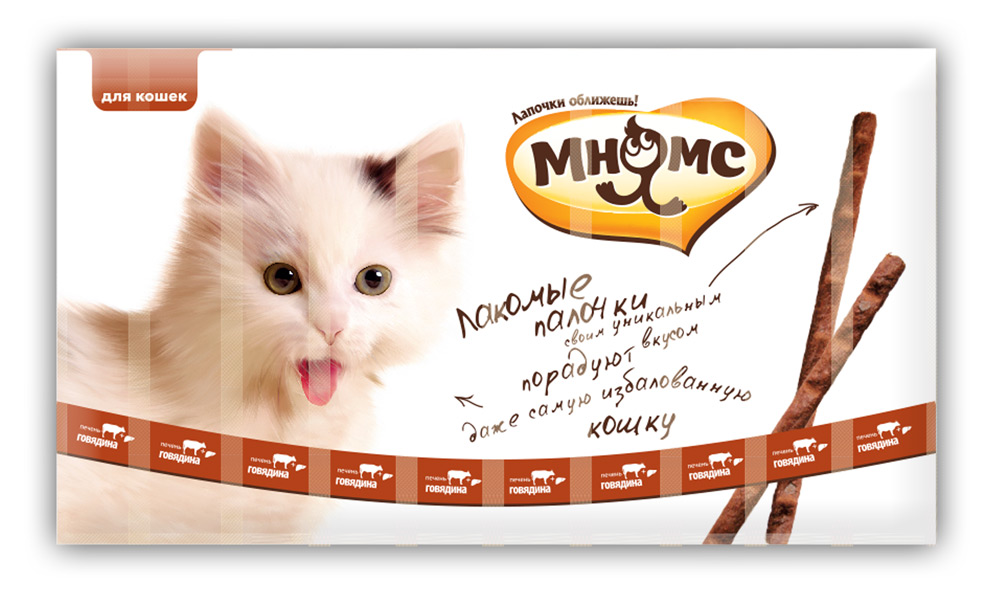 для кошек
Лапочки оближешь!
Мнямс
Лакомые
палочки
своим уникальным
порадуют вкусом
даже самую избалованную
кошку
печень
говядина
печень
говядина
печень
говядина
печень
говядина
печень
говядина
печень
говядина
печень
говядина
печень
говядина
печень
говядина
печень
говядина